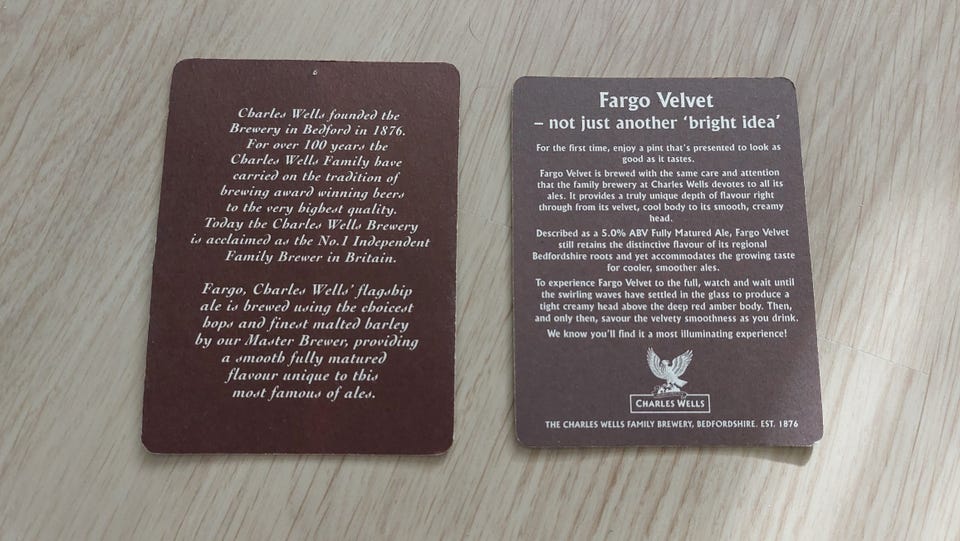 Charles Wells founded the
Brewery in Bedford in 1876.
For over 100 years the
Charles Wells Family have
carried on the tradition of
brewing award winning beers
to the very highest quality.
Today the Charles Wells Brewery
is acclaimed as the No.1 Independent
Family Brewer in Britain.
Fargo, Charles Wells' flagship
ale is brewed using the choicest
hops and finest malted barley
by our Master Brewer, providing
a smooth fully matured
flavour unique to this
most famous of ales.
Fargo Velvet
– not just another 'bright idea'
For the first time, enjoy a pint that's presented to look as
good as it tastes.
Fargo Velvet is brewed with the same care and attention
that the family brewery at Charles Wells devotes to all its
ales. It provides a truly unique depth of flavour right
through from its velvet, cool body to its smooth, creamy
head.
Described as a 5.0% ABV Fully Matured Ale, Fargo Velvet
still retains the distinctive flavour of its regional
Bedfordshire roots and yet accommodates the growing taste
for cooler, smoother ales.
To experience Fargo Velvet to the full, watch and wait until
the swirling waves have settled in the glass to produce a
tight creamy head above the deep red amber body. Then,
and only then, savour the velvety smoothness as you drink.
We know you'll find it a most illuminating experience!
CHARLES WELLS
THE CHARLES WELLS FAMILY BREWERY, BEDFORDSHIRE. EST. 1876